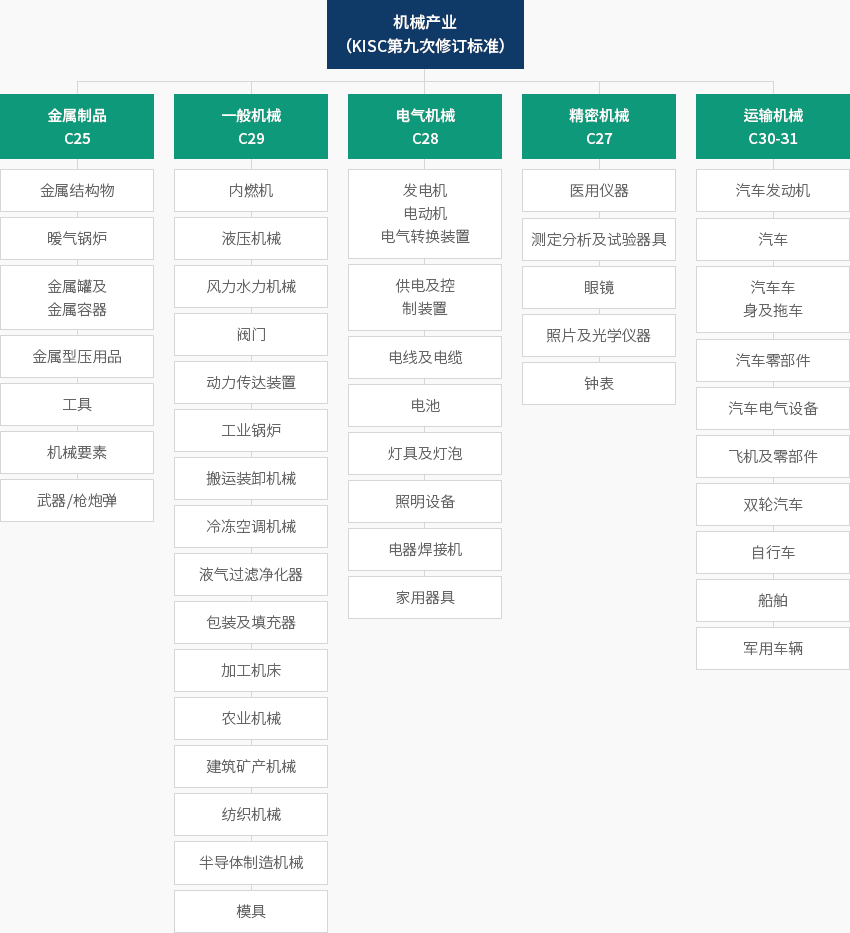 机械产业
（KISC第九次修订标准）
金属制品
C25
金属结构物
暖气锅炉
金属罐及
金属容器
金属型压用品
工具
机械要素
武器/枪炮弹
一般机械
C29
内燃机
液压机械
风力水力机械
阀门
动力传达装置
工业锅炉
搬运装卸机械
冷冻空调机械
液气过滤净化器
包装及填充器
加工机床
农业机械
建筑矿产机械
纺织机械
半导体制造机械
模具
电气机械
C28
发电机
电动机
电气转换装置
供电及控
制装置
电线及电缆
电池
灯具及灯泡
照明设备
电器焊接机
家用器具
精密机械
C27
医用仪器
测定分析及试验器具
眼镜
照片及光学仪器
钟表
运输机械
C30-31
汽车发动机
汽车
汽车车
身及拖车
汽车零部件
汽车电气设备
飞机及零部件
双轮汽车
自行车
船舶
军用车辆